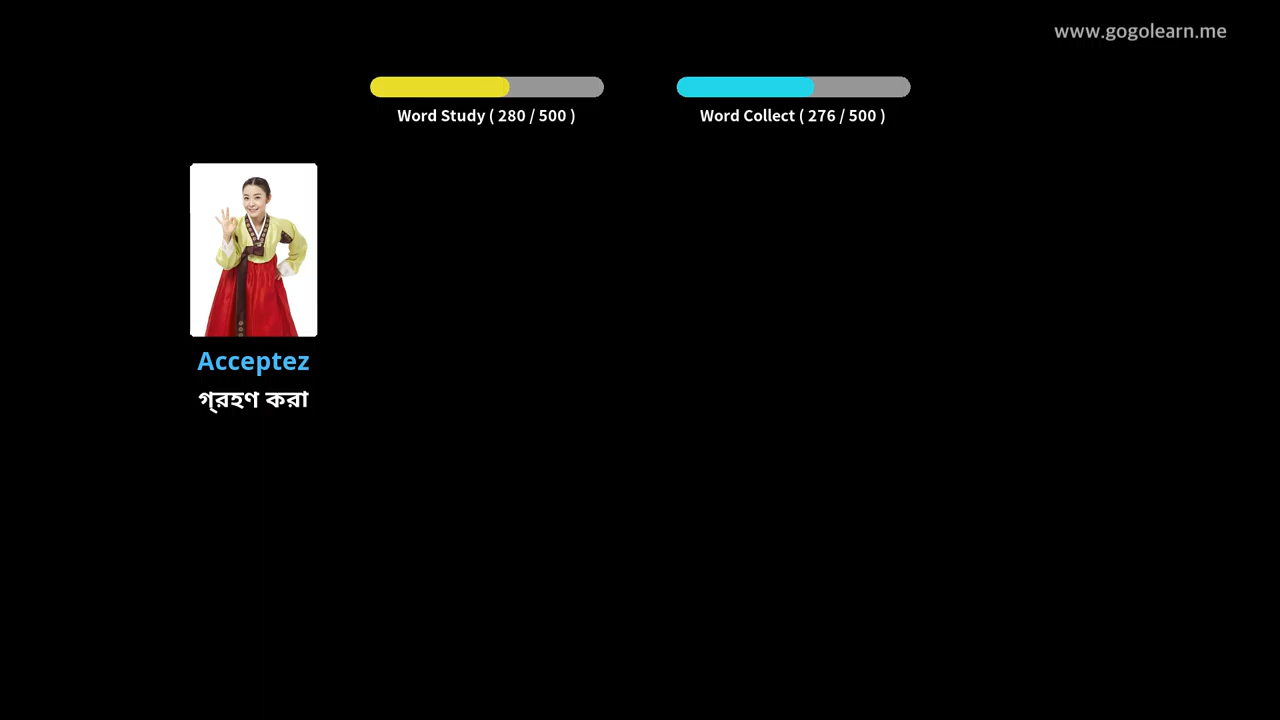 www.gogolearn.me
Word Study ( 280 / 500 )
Word Collect ( 276 / 500 )
Acceptez
গ্রহণ করা